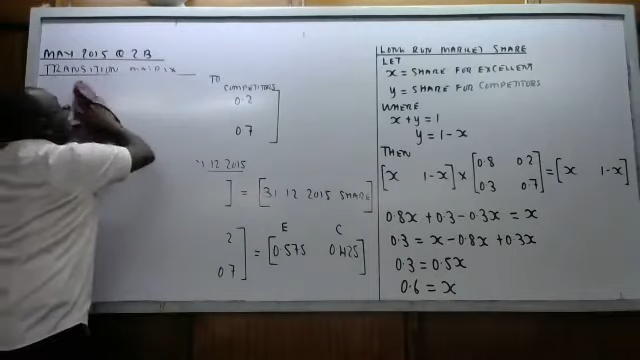 MAY 2015 Q 2B
TRANSITION MATRIX
TO
COMPETITORS
0.2
0.7
12 2015
] = [31 12 2015 SHARE]
E C
2
= [0.575 0.425]
0.7
LONG RUN MARKET SHARE
LET
x = SHARE FOR EXCELLENT
y = SHARE FOR COMPETITORS
WHERE
x + y = 1
y = 1 - x
THEN
[x 1-x] × [0.8 0.2
0.3 0.7] = [x 1-x]
0.8x + 0.3 - 0.3x = x
0.3 = x - 0.8x + 0.3x
0.3 = 0.5x
0.6 = x